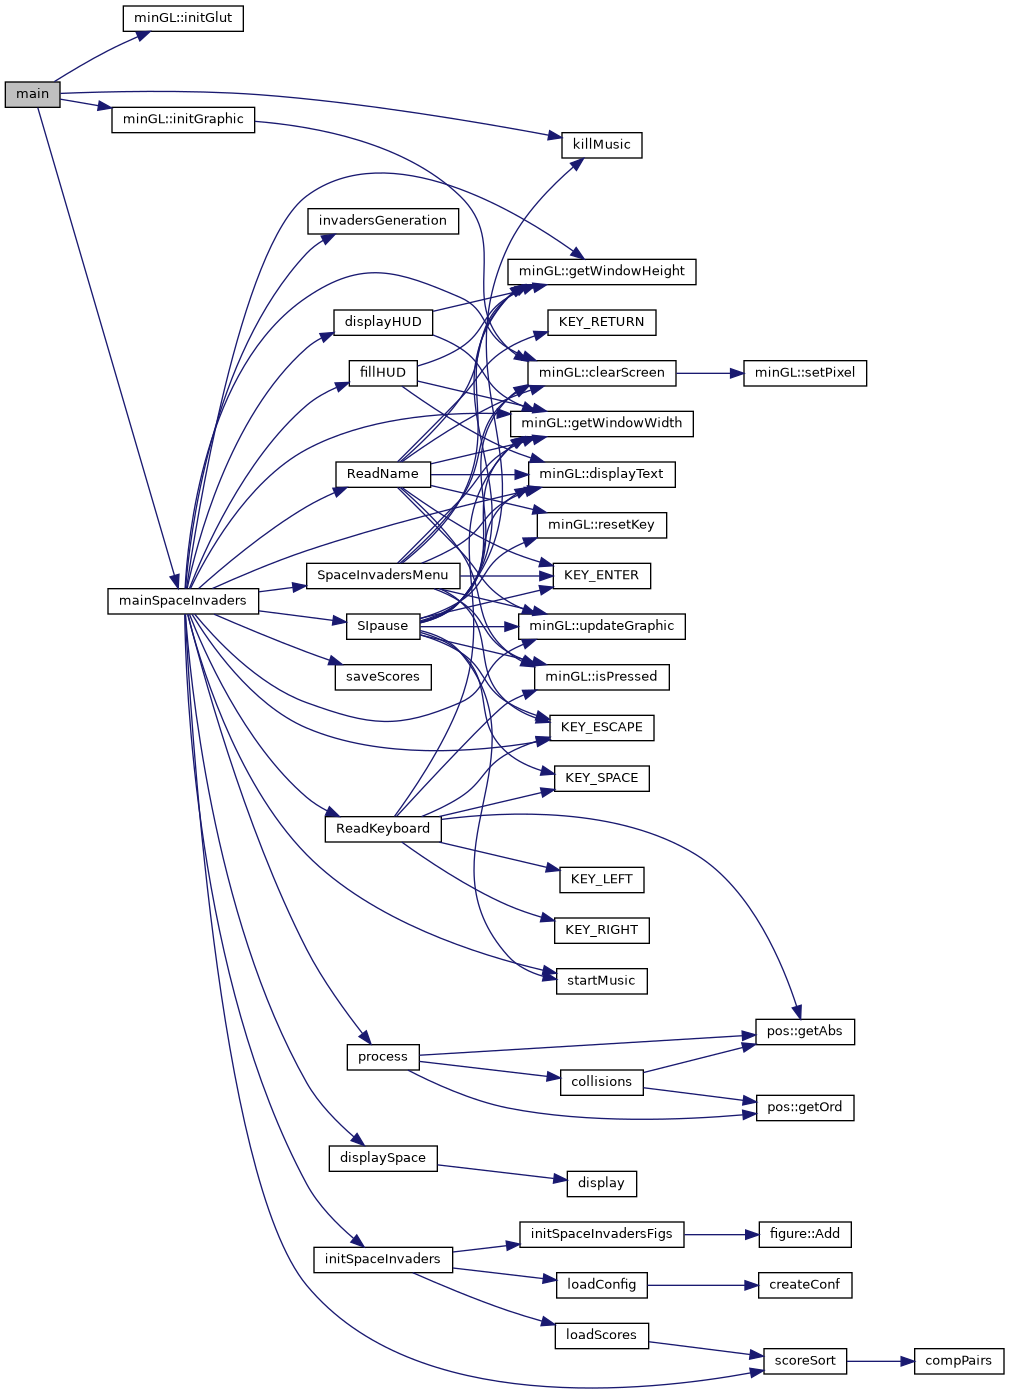 minGL::initGlut
main
minGL::initGraphic
killMusic
invadersGeneration
minGL::getWindowHeight
displayHUD
KEY_RETURN
fillHUD
minGL::clearScreen
minGL::setPixel
minGL::getWindowWidth
ReadName
minGL::displayText
minGL::resetKey
SpaceInvadersMenu
KEY_ENTER
mainSpaceInvaders
SIpause
minGL::updateGraphic
saveScores
minGL::isPressed
KEY_ESCAPE
KEY_SPACE
ReadKeyboard
KEY_LEFT
KEY_RIGHT
startMusic
pos::getAbs
process
collisions
pos::getOrd
displaySpace
display
initSpaceInvadersFigs
figure::Add
initSpaceInvaders
loadConfig
createConf
loadScores
scoreSort
compPairs